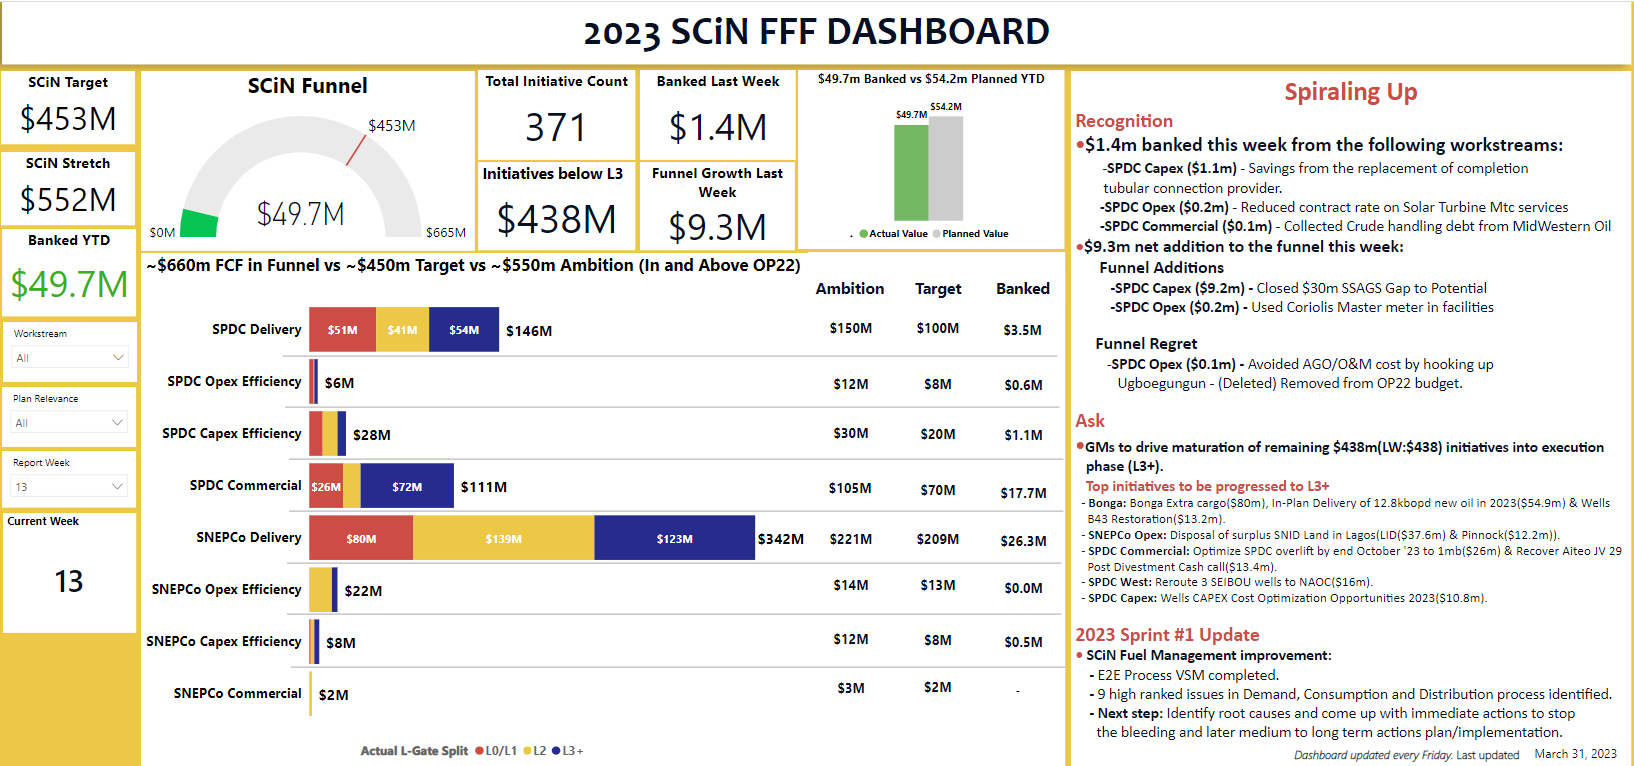 2023 SCiN FFF DASHBOARD
SCiN Target
$453M
SCiN Stretch
$552M
Banked YTD
$49.7M
Workstream
All
Plan Relevance
All
Report Week
13
Current Week
13
SCiN Funnel
$453M
$49.7M
$0M
$665M
Total Initiative Count
371
Banked Last Week
$1.4M
Initiatives below L3
$438M
Funnel Growth Last
Week
$9.3M
$49.7m Banked vs $54.2m Planned YTD
$49.7M
$54.2M
. Actual Value Planned Value
~$660m FCF in Funnel vs ~$450m Target vs ~$550m Ambition (In and Above OP22)
Ambition Target Banked
SPDC Delivery $51M $41M $54M $146M $150M $100M $3.5M
SPDC Opex Efficiency $6M $12M $8M $0.6M
SPDC Capex Efficiency $28M $30M $20M $1.1M
SPDC Commercial $26M $72M $111M $105M $70M $17.7M
SNEPCo Delivery $80M $139M $123M $342M $221M $209M $26.3M
SNEPCo Opex Efficiency $22M $14M $13M $0.0M
SNEPCo Capex Efficiency $8M $12M $8M $0.5M
SNEPCo Commercial $2M $3M $2M -
Actual L-Gate Split L0/L1 L2 L3+
Spiraling Up
Recognition
•$1.4m banked this week from the following workstreams:
-SPDC Capex ($1.1m) - Savings from the replacement of completion
tubular connection provider.
-SPDC Opex ($0.2m) - Reduced contract rate on Solar Turbine Mtc services
-SPDC Commercial ($0.1m) - Collected Crude handling debt from MidWestern Oil
•$9.3m net addition to the funnel this week:
Funnel Additions
-SPDC Capex ($9.2m) - Closed $30m SSAGS Gap to Potential
-SPDC Opex ($0.2m) - Used Coriolis Master meter in facilities
Funnel Regret
-SPDC Opex ($0.1m) - Avoided AGO/O&M cost by hooking up
Ugboegungun - (Deleted) Removed from OP22 budget.
Ask
•GMs to drive maturation of remaining $438m(LW:$438) initiatives into execution
phase (L3+).
Top initiatives to be progressed to L3+
- Bonga: Bonga Extra cargo($80m), In-Plan Delivery of 12.8kbopd new oil in 2023($54.9m) & Wells
B43 Restoration($13.2m).
- SNEPCo Opex: Disposal of surplus SNID Land in Lagos(LID($37.6m) & Pinnock($12.2m)).
- SPDC Commercial: Optimize SPDC overlift by end October '23 to 1mb($26m) & Recover Aiteo JV 29
Post Divestment Cash call($13.4m).
- SPDC West: Reroute 3 SEIBOU wells to NAOC($16m).
- SPDC Capex: Wells CAPEX Cost Optimization Opportunities 2023($10.8m).
2023 Sprint #1 Update
• SCiN Fuel Management improvement:
- E2E Process VSM completed.
- 9 high ranked issues in Demand, Consumption and Distribution process identified.
- Next step: Identify root causes and come up with immediate actions to stop
the bleeding and later medium to long term actions plan/implementation.
Dashboard updated every Friday. Last updated March 31, 2023